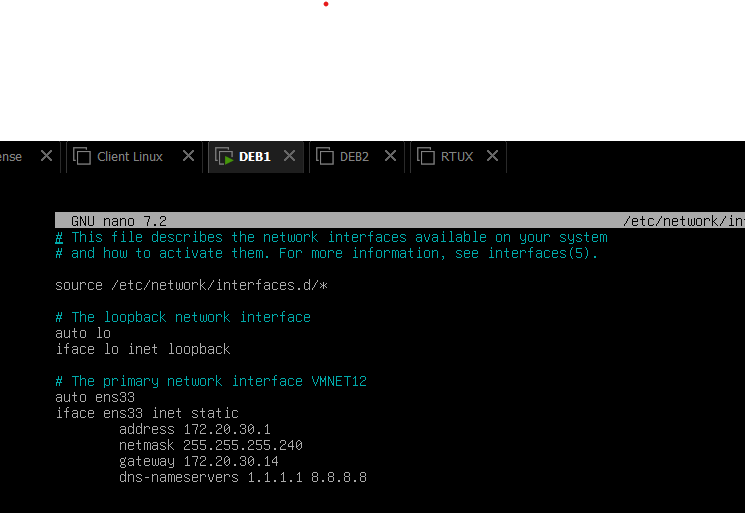 ense Client Linux DEB1 DEB2 RTUX
GNU nano 7.2 /etc/network/int
# This file describes the network interfaces available on your system
# and how to activate them. For more information, see interfaces(5).
source /etc/network/interfaces.d/*
# The loopback network interface
auto lo
iface lo inet loopback
# The primary network interface VMNET12
auto ens33
iface ens33 inet static
address 172.20.30.1
netmask 255.255.255.240
gateway 172.20.30.14
dns-nameservers 1.1.1.1 8.8.8.8